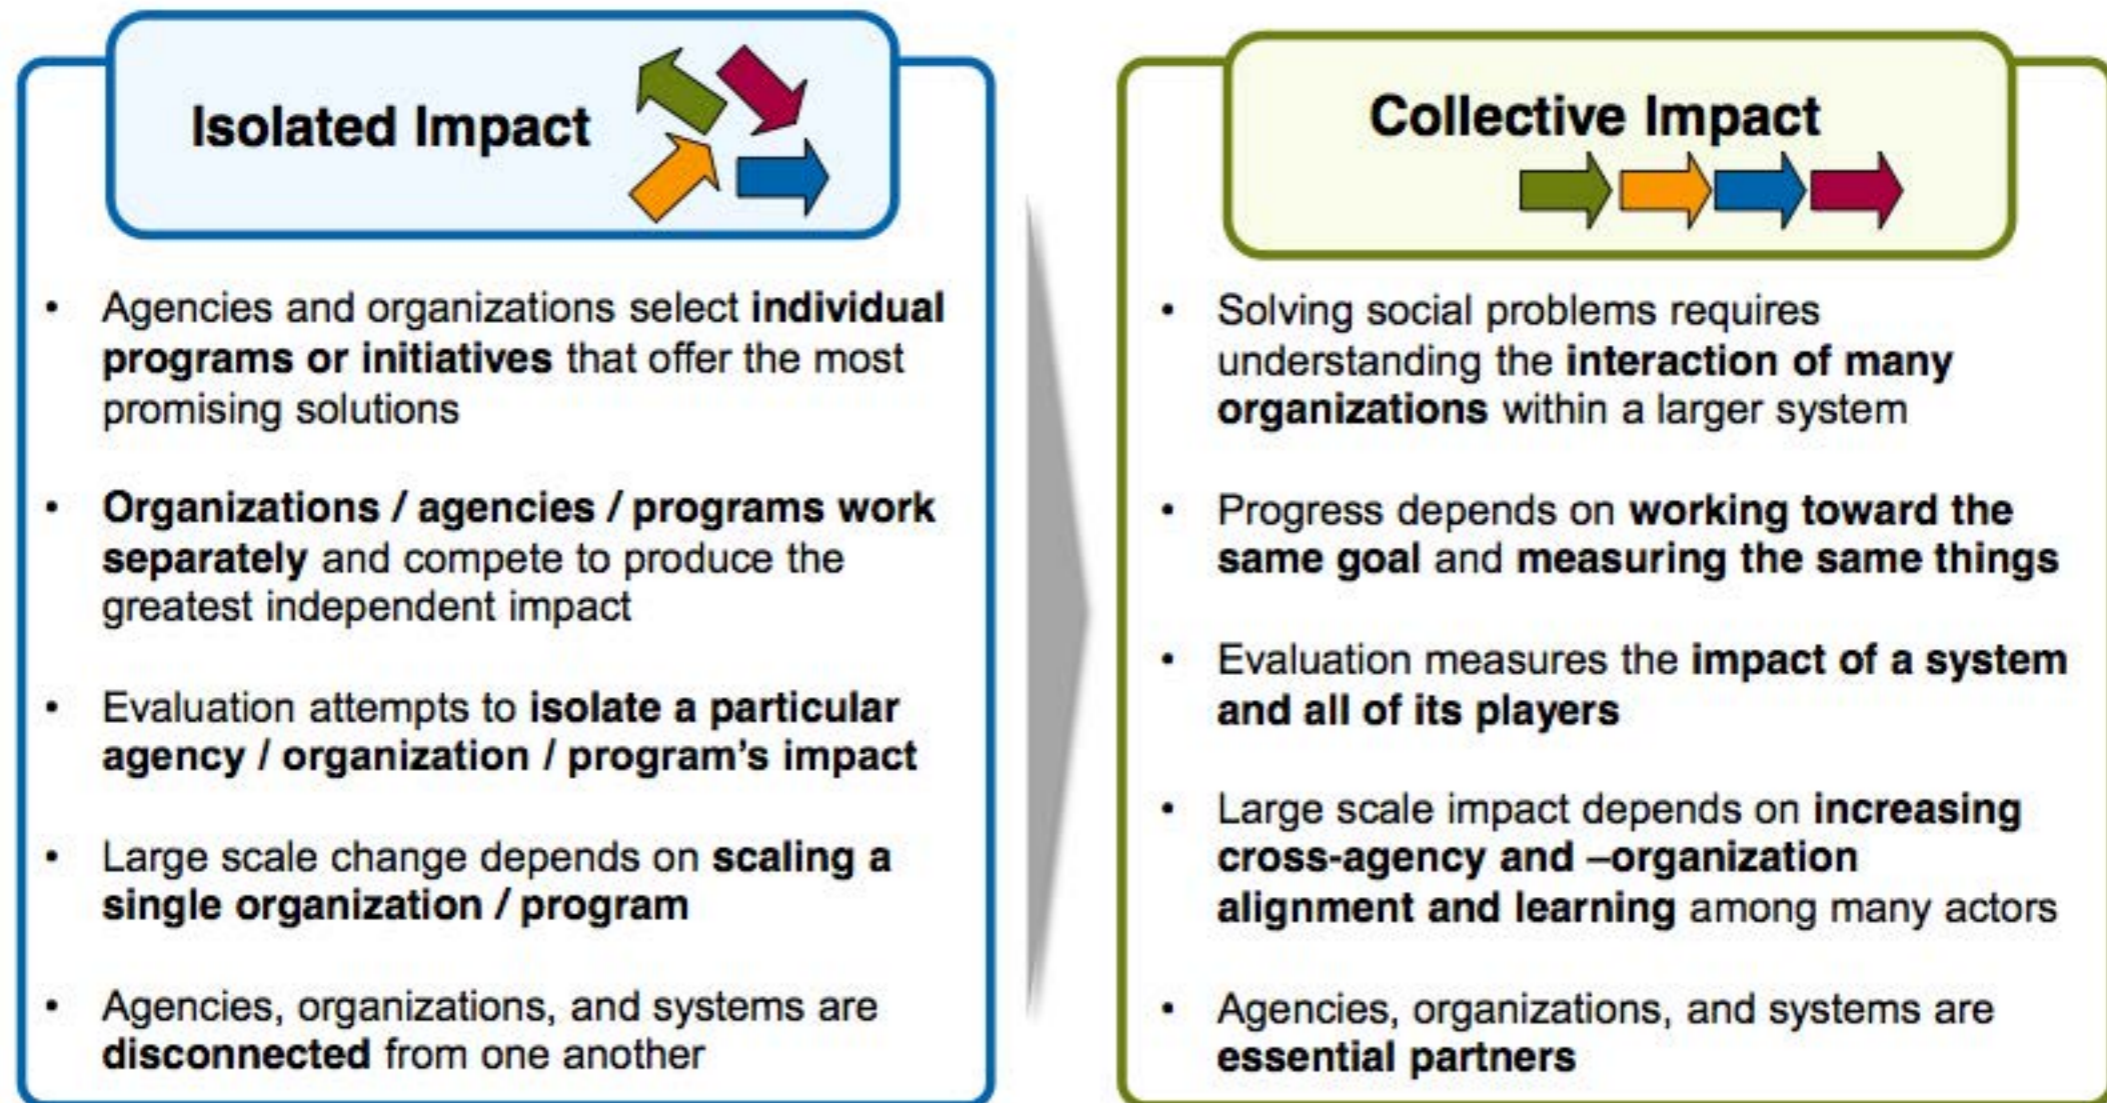 Isolated Impact
• Agencies and organizations select individual
programs or initiatives that offer the most
promising solutions
• Organizations / agencies / programs work
separately and compete to produce the
greatest independent impact
• Evaluation attempts to isolate a particular
agency / organization / program's impact
• Large scale change depends on scaling a
single organization / program
• Agencies, organizations, and systems are
disconnected from one another
Collective Impact
• Solving social problems requires
understanding the interaction of many
organizations within a larger system
• Progress depends on working toward the
same goal and measuring the same things
• Evaluation measures the impact of a system
and all of its players
• Large scale impact depends on increasing
cross-agency and –organization
alignment and learning among many actors
• Agencies, organizations, and systems are
essential partners